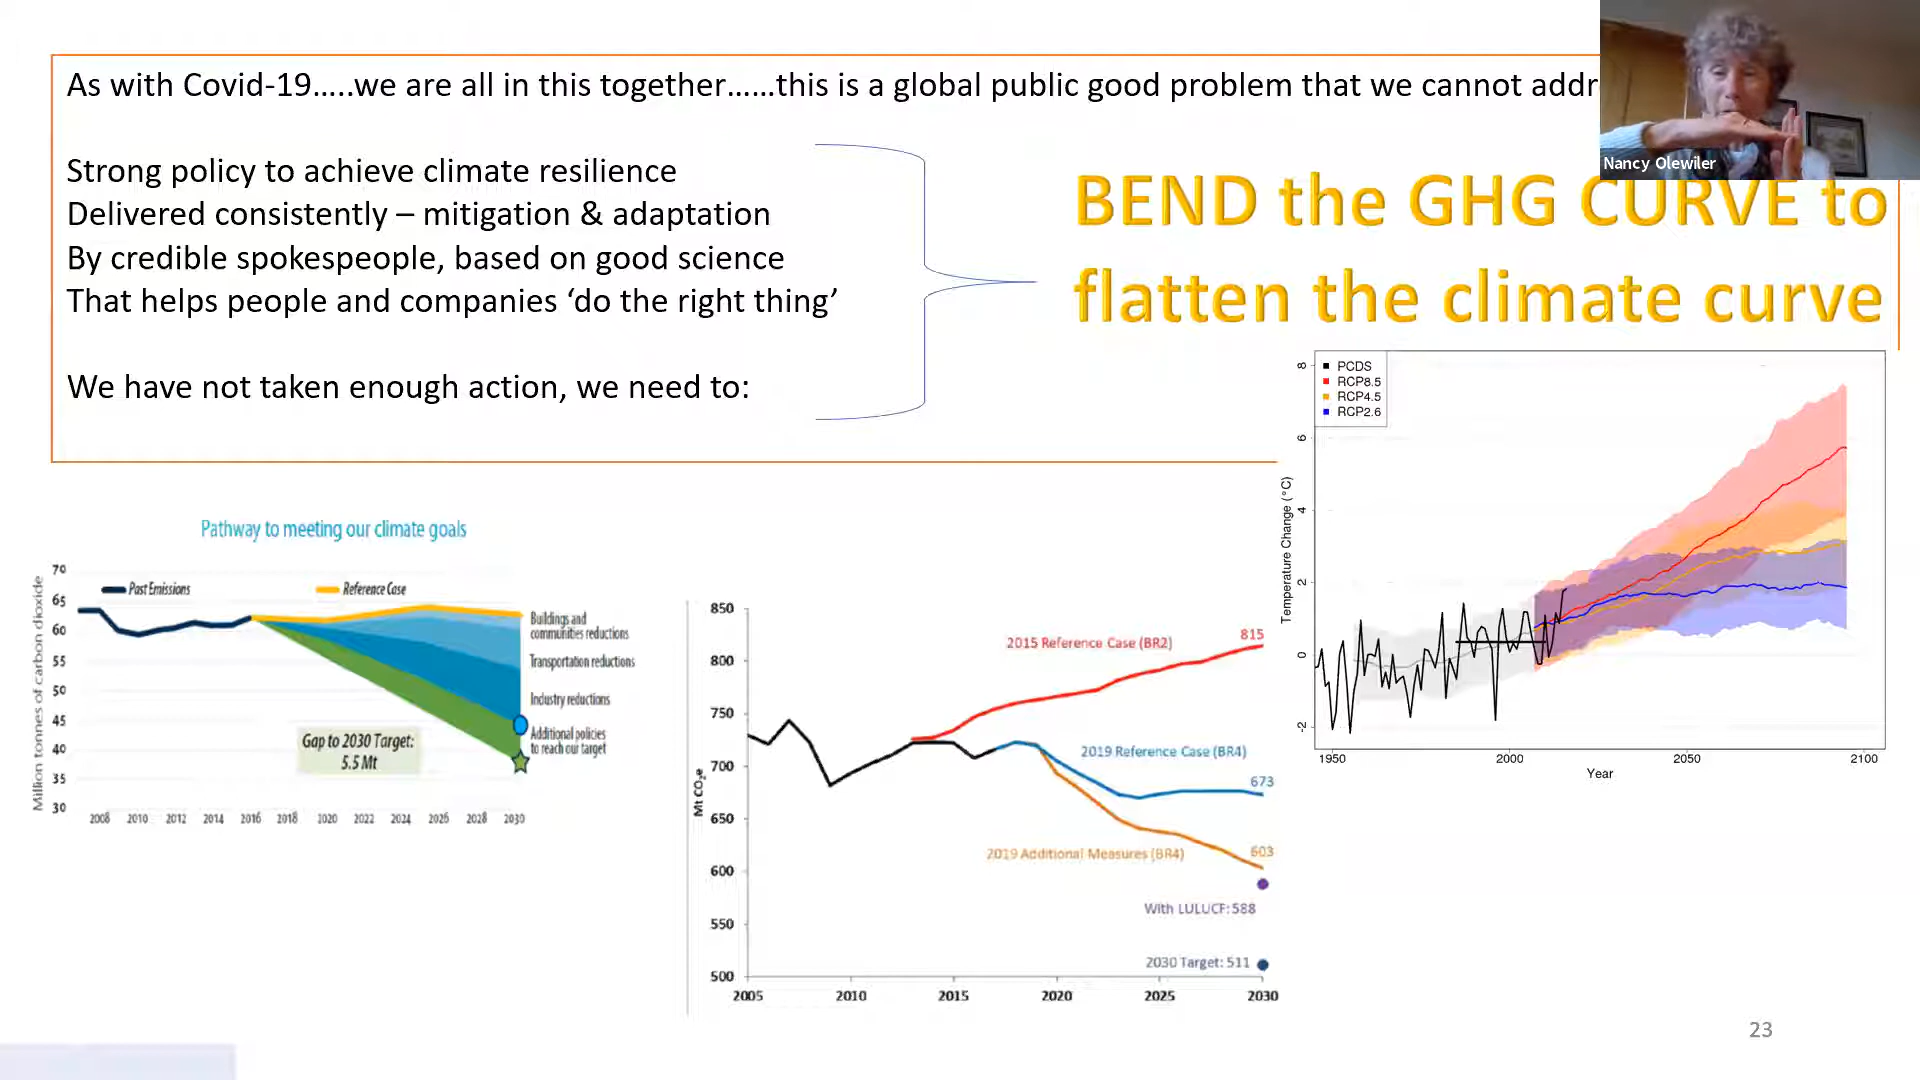 As with Covid-19…..we are all in this together……this is a global public good problem that we cannot
Nancy Olewiler
Strong policy to achieve climate resilience
Delivered consistently – mitigation & adaptation
By credible spokespeople, based on good science
That helps people and companies ‘do the right thing’
We have not taken enough action, we need to:
BEND the GHG CURVE to
flatten the climate curve
Pathway to meeting our climate goals
Million tonnes of carbon dioxide
70
65
60
55
50
45
40
35
30
Past Emissions
Reference Case
Buildings and
communities reductions
Transportation reductions
Industry reductions
Additional policies
to reach our target
Gap to 2030 Target:
5.5 Mt
2008 2010 2012 2014 2016 2018 2020 2022 2024 2026 2028 2030
Mt CO₂e
850
800
750
700
650
600
550
500
2015 Reference Case (BR2)
815
2019 Reference Case (BR4)
673
2019 Additional Measures (BR4)
603
With LULUCF: 588
2030 Target: 511
2005 2010 2015 2020 2025 2030
PCDS
RCP8.5
RCP4.5
RCP2.6
Temperature Change (°C)
8
6
4
2
0
-2
1950 2000 2050 2100
Year
23